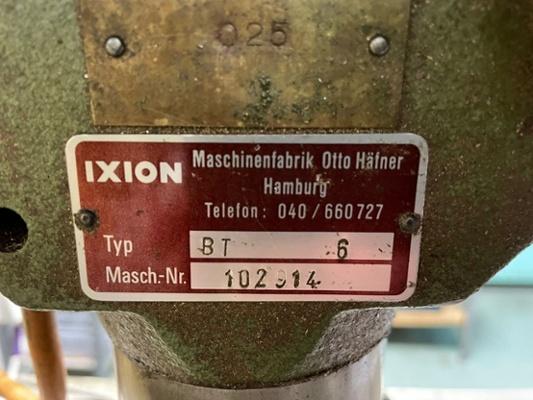 025
IXION Maschinenfabrik Otto Häfner
Hamburg
Telefon: 040/660727
Typ BT 6
Masch.-Nr. 102914